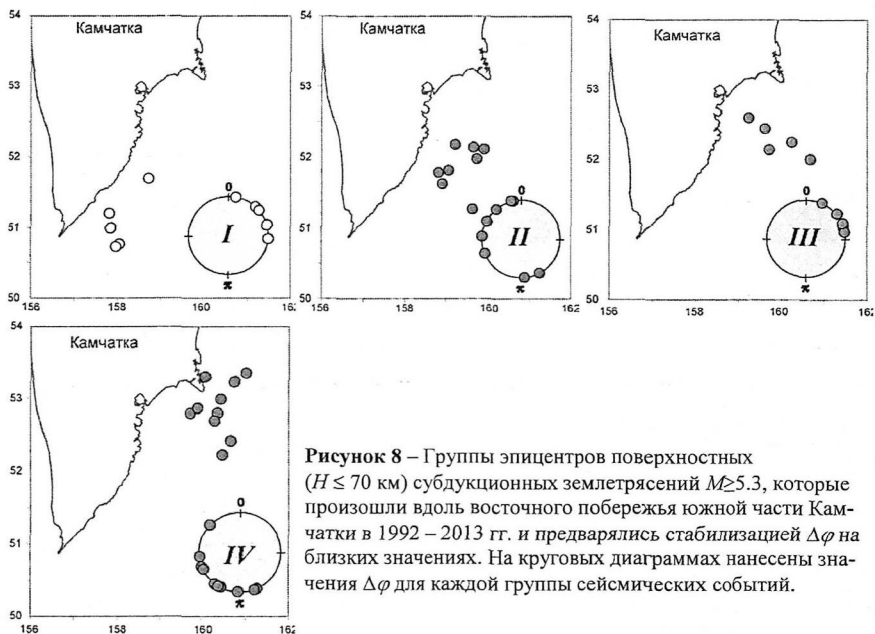 54
Камчатка
53
52
51
50
156
158
160
162
0
I
π
54
Камчатка
53
52
51
50
156
158
160
162
0
II
π
54
Камчатка
53
52
51
50
156
158
160
162
0
III
π
54
Камчатка
53
52
51
50
156
158
160
162
0
IV
π
Рисунок 8 – Группы эпицентров поверхностных
(H ≤ 70 км) субдукционных землетрясений M≥5.3, которые
произошли вдоль восточного побережья южной части Кам-
чатки в 1992 – 2013 гг. и предварялись стабилизацией Δφ на
близких значениях. На круговых диаграммах нанесены зна-
чения Δφ для каждой группы сейсмических событий.